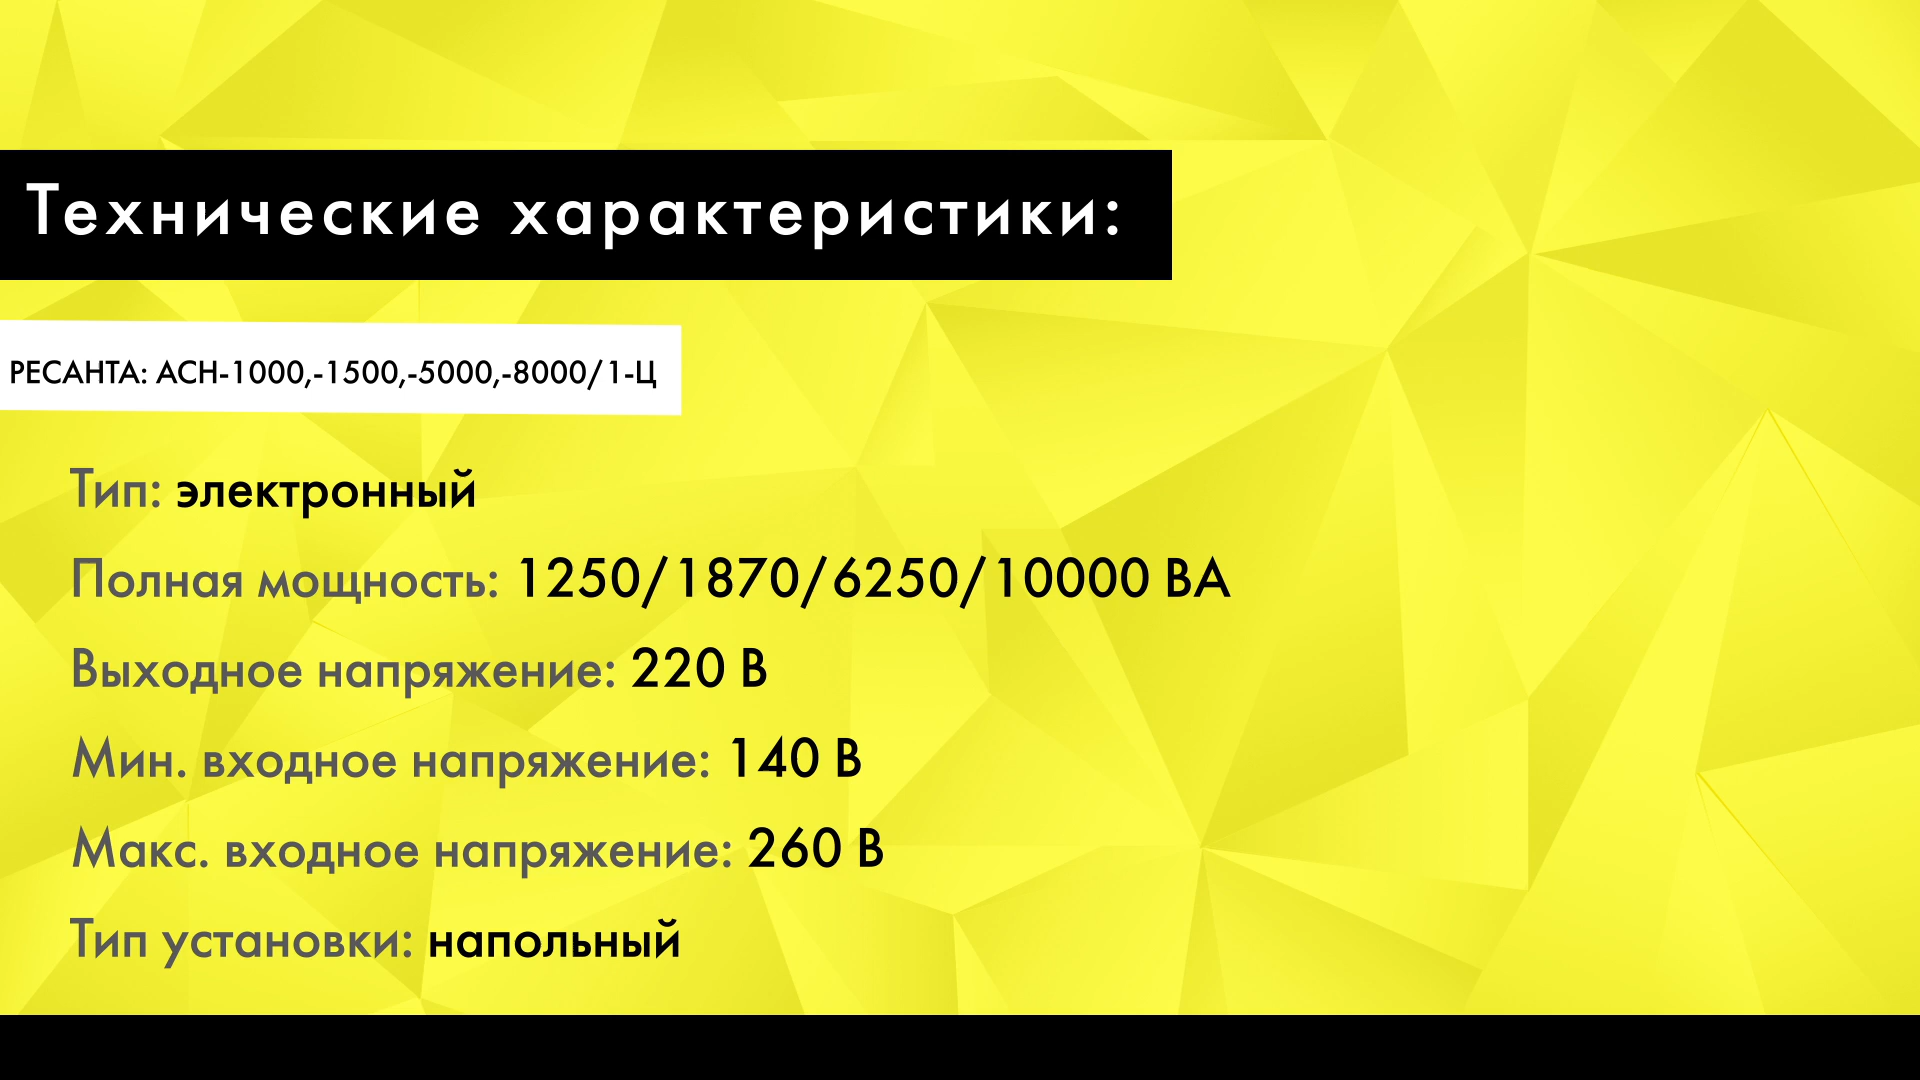 Технические характеристики:
РЕСАНТА: АСН-1000,-1500,-5000,-8000/1-Ц
Тип: электронный
Полная мощность: 1250/1870/6250/10000 ВА
Выходное напряжение: 220 В
Мин. входное напряжение: 140 В
Макс. входное напряжение: 260 В
Тип установки: напольный